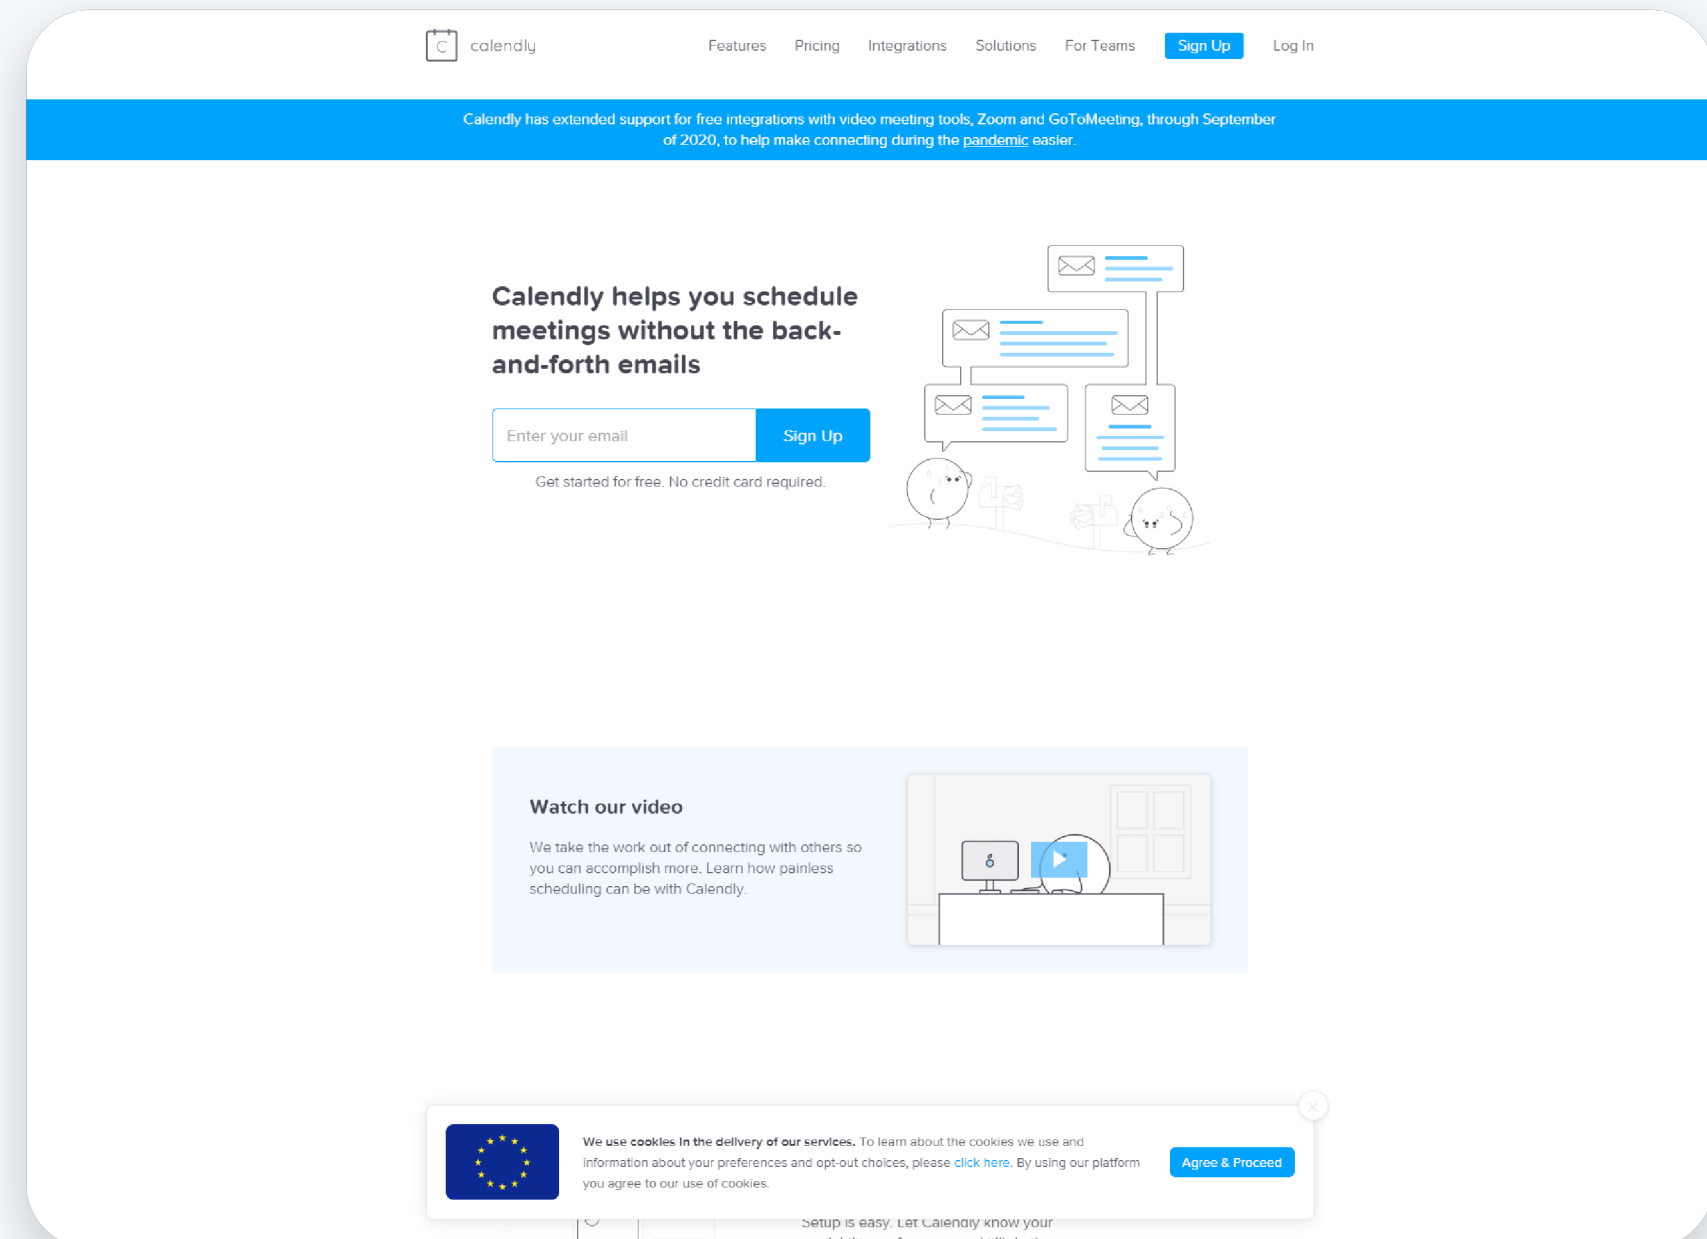 C calendly
Features Pricing Integrations Solutions For Teams Sign Up Log In
Calendly has extended support for free integrations with video meeting tools, Zoom and GoToMeeting, through September
of 2020, to help make connecting during the pandemic easier.
Calendly helps you schedule
meetings without the back-
and-forth emails
Enter your email Sign Up
Get started for free. No credit card required.
Watch our video
We take the work out of connecting with others so
you can accomplish more. Learn how painless
scheduling can be with Calendly.
We use cookies in the delivery of our services. To learn about the cookies we use and
information about your preferences and opt-out choices, please click here. By using our platform
you agree to our use of cookies.
Agree & Proceed
Setup is easy. Let Calendly know your